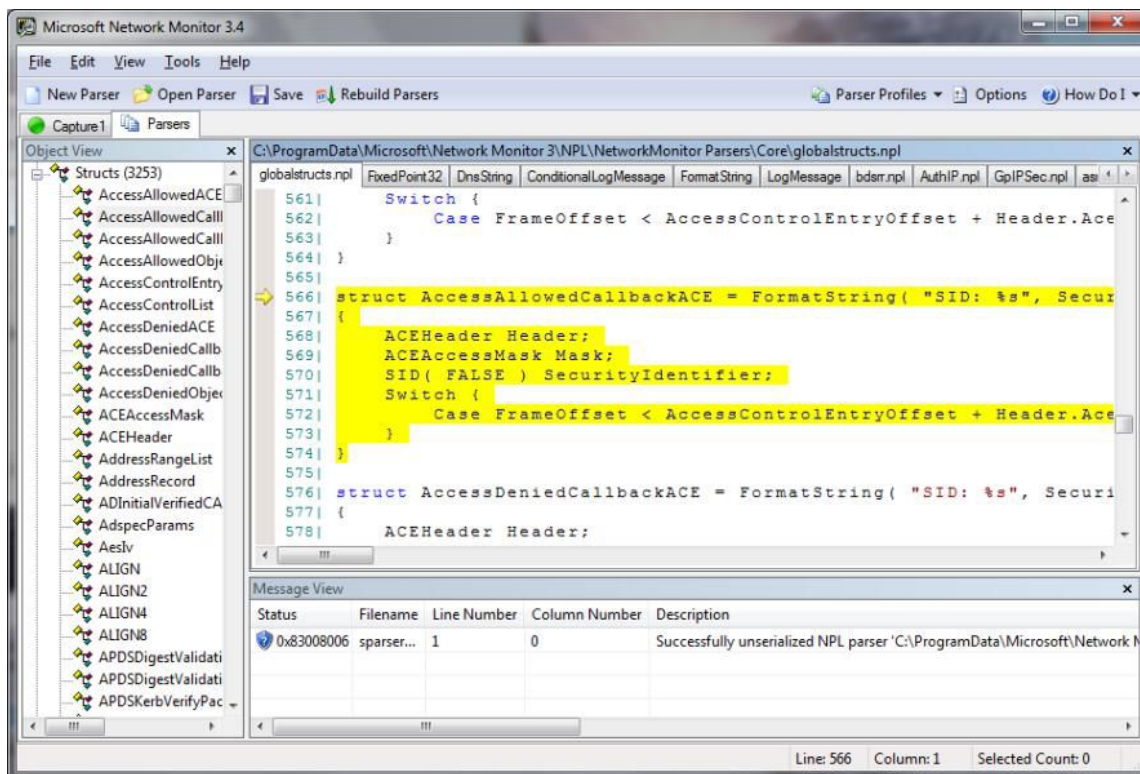 Microsoft Network Monitor 3.4
File Edit View Tools Help
New Parser Open Parser Save Rebuild Parsers Parser Profiles Options How Do I
Capture1 Parsers
Object View
Structs (3253)
AccessAllowedACE
AccessAllowedCall
AccessAllowedCall
AccessAllowedObje
AccessControlEntry
AccessControlList
AccessDeniedACE
AccessDeniedCallb
AccessDeniedCallb
AccessDeniedObjec
ACEAccessMask
ACEHeader
AddressRangeList
AddressRecord
ADInitialVerifiedCA
AdspecParams
AesIv
ALIGN
ALIGN2
ALIGN4
ALIGN8
APDSDigestValidati
APDSDigestValidati
APDSKerbVerifyPac
C:\ProgramData\Microsoft\Network Monitor 3\NPL\NetworkMonitor Parsers\Core\globalstructs.npl
globalstructs.npl FixedPoint32 DnsString ConditionalLogMessage FormatString LogMessage bdsrr.npl AuthIP.npl GpIPSec.npl
561| Switch {
562| Case FrameOffset < AccessControlEntryOffset + Header.Ace
563| }
564| }
565|
566| struct AccessAllowedCallbackACE = FormatString( "SID: %s", Secur
567| {
568| ACEHeader Header;
569| ACEAccessMask Mask;
570| SID( FALSE ) SecurityIdentifier;
571| Switch {
572| Case FrameOffset < AccessControlEntryOffset + Header.Ace
573| }
574| }
575|
576| struct AccessDeniedCallbackACE = FormatString( "SID: %s", Securi
577| {
578| ACEHeader Header;
Message View
Status Filename Line Number Column Number Description
0x83008006 sparser... 1 0 Successfully unserialized NPL parser 'C:\ProgramData\Microsoft\Network
Line: 566 Column: 1 Selected Count: 0